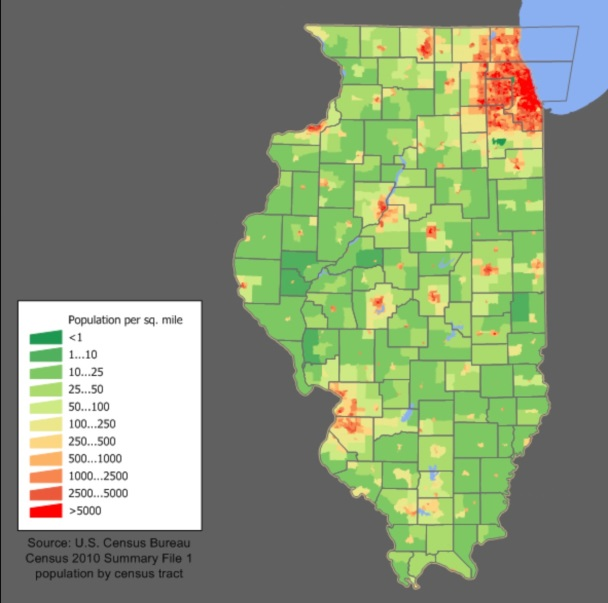 Population per sq. mile
<1
1...10
10...25
25...50
50...100
100...250
250...500
500...1000
1000...2500
2500...5000
>5000
Source: U.S. Census Bureau
Census 2010 Summary File 1
population by census tract